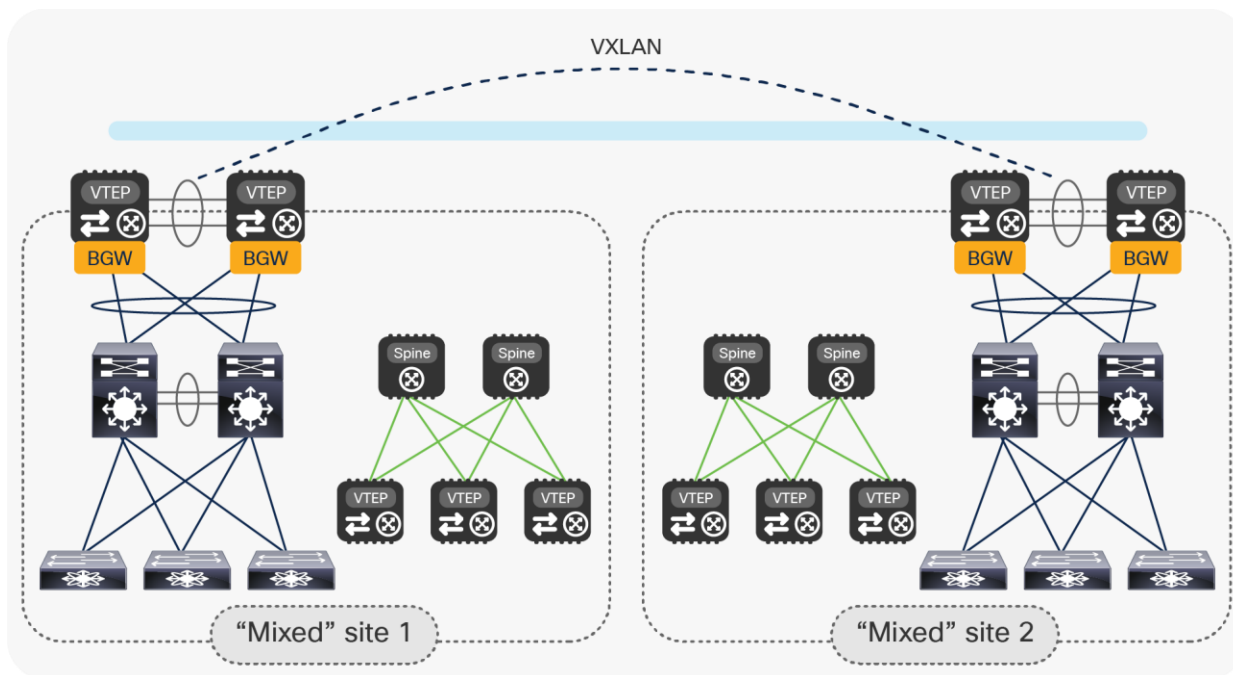 VXLAN
VTEP
VTEP
VTEP
VTEP
BGW
BGW
BGW
BGW
Spine
Spine
Spine
Spine
VTEP
VTEP
VTEP
VTEP
VTEP
VTEP
“Mixed” site 1
“Mixed” site 2